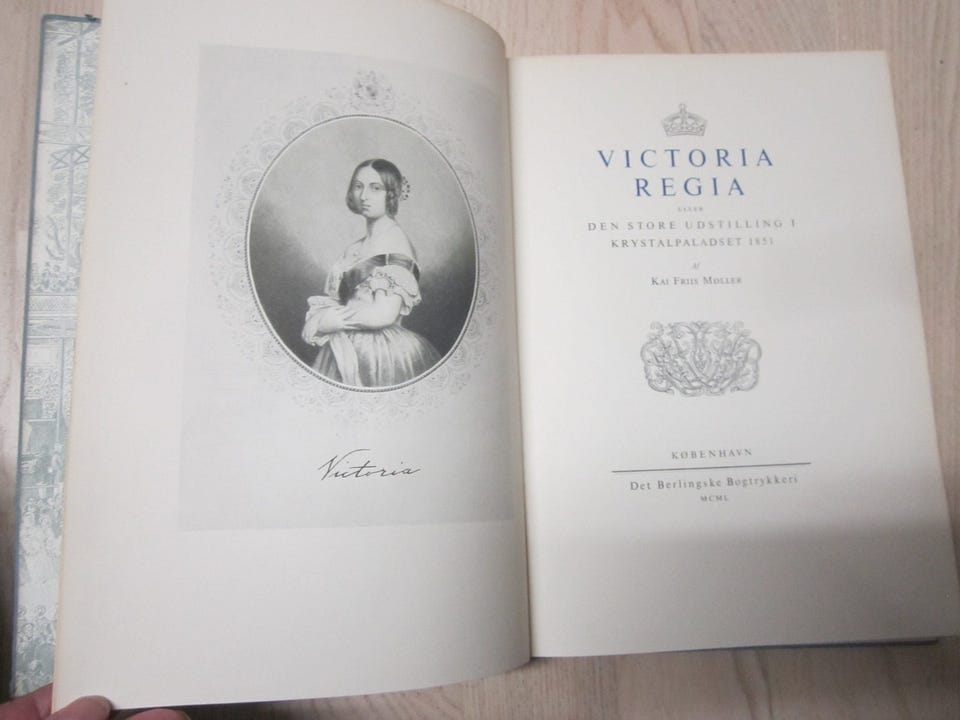 Victoria
VICTORIA
REGIA
ELLER
DEN STORE UDSTILLING I
KRYSTALPALADSET 1851
Af
KAI FRIIS MØLLER
KØBENHAVN
Det Berlingske Bogtrykkeri
MCML